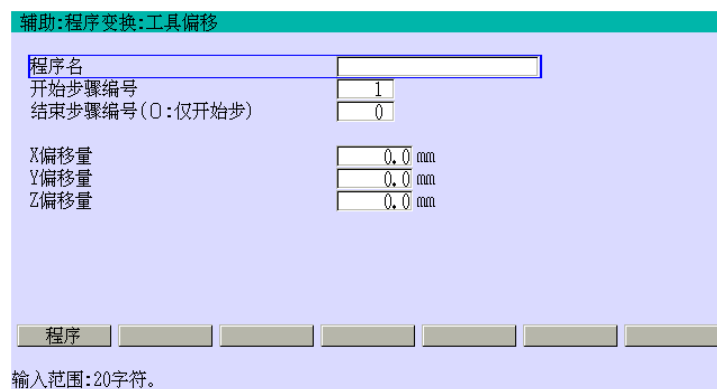 辅助:程序变换:工具偏移
程序名
开始步骤编号 1
结束步骤编号(0:仅开始步) 0
X偏移量 0.0 mm
Y偏移量 0.0 mm
Z偏移量 0.0 mm
程序
输入范围:20字符。